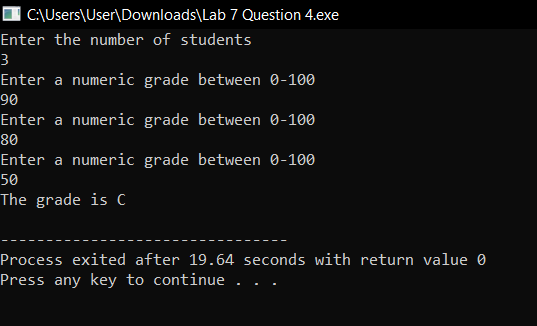 C:\Users\User\Downloads\Lab 7 Question 4.exe
Enter the number of students
3
Enter a numeric grade between 0-100
90
Enter a numeric grade between 0-100
80
Enter a numeric grade between 0-100
50
The grade is C
--------------------------------
Process exited after 19.64 seconds with return value 0
Press any key to continue . . .